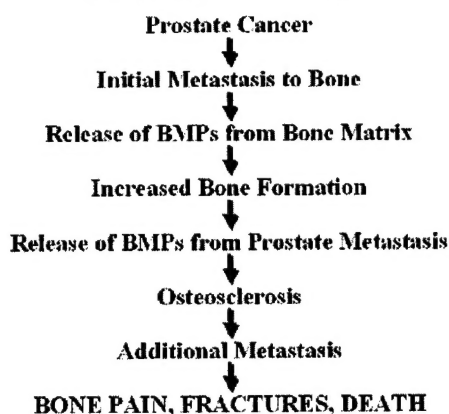 Prostate Cancer
Initial Metastasis to Bone
Release of BMPs from Bone Matrix
Increased Bone Formation
Release of BMPs from Prostate Metastasis
Osteosclerosis
Additional Metastasis
BONE PAIN, FRACTURES, DEATH